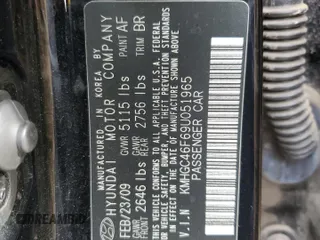 HYUNDAI MOTOR COMPANY
MANUFACTURED IN KOREA BY
FEB/23/09
GVWR 5115 lbs
PAINT AF
GAWR FRONT 2646 lbs
GAWR REAR 2756 lbs
TRIM BR
THIS VEHICLE CONFORMS TO ALL
APPLICABLE U.S. FEDERAL MOTOR VEHICLE
SAFETY, BUMPER, AND THEFT PREVENTION
STANDARDS IN EFFECT ON THE DATE OF
MANUFACTURE SHOWN ABOVE.
V.I.N KMHGC46F69U051965
PASSENGER CAR